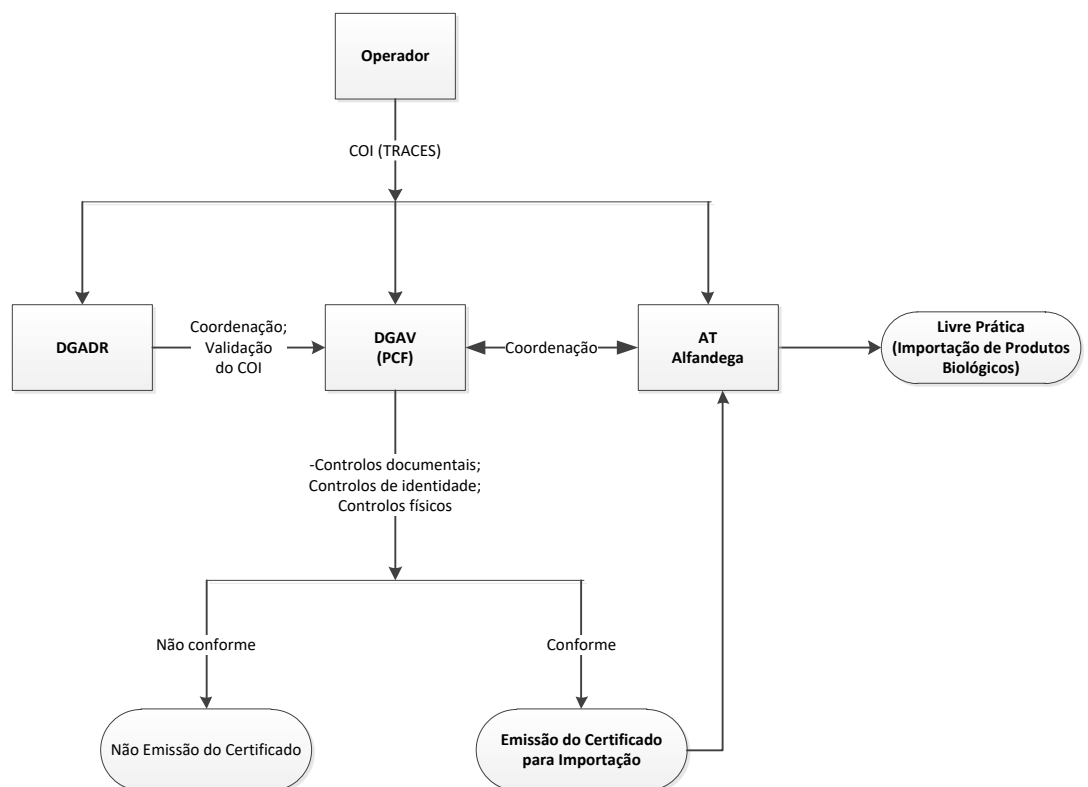 Operador
COI (TRACES)
DGADR
Coordenação;
Validação
do COI
DGAV
(PCF)
Coordenação
AT
Alfandega
Livre Prática
(Importação de Produtos
Biológicos)
-Controlos documentais;
Controlos de identidade;
Controlos físicos
Não conforme
Conforme
Não Emissão do Certificado
Emissão do Certificado
para Importação